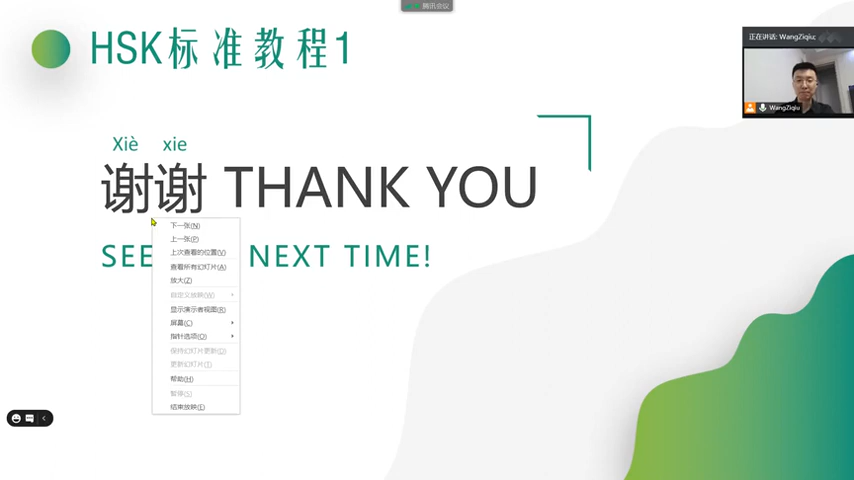 腾讯会议
HSK标准教程1
正在讲话: WangZiqiu;
WangZiqiu
Xiè xie
谢谢 THANK YOU
SEE NEXT TIME!
下一张(N)
上一张(P)
上次查看的位置(V)
查看所有幻灯片(A)
放大(Z)
自定义放映(W)
显示演示者视图(R)
屏幕(C)
指针选项(O)
保持幻灯片更新(D)
更新幻灯片(T)
帮助(H)
暂停(S)
结束放映(E)